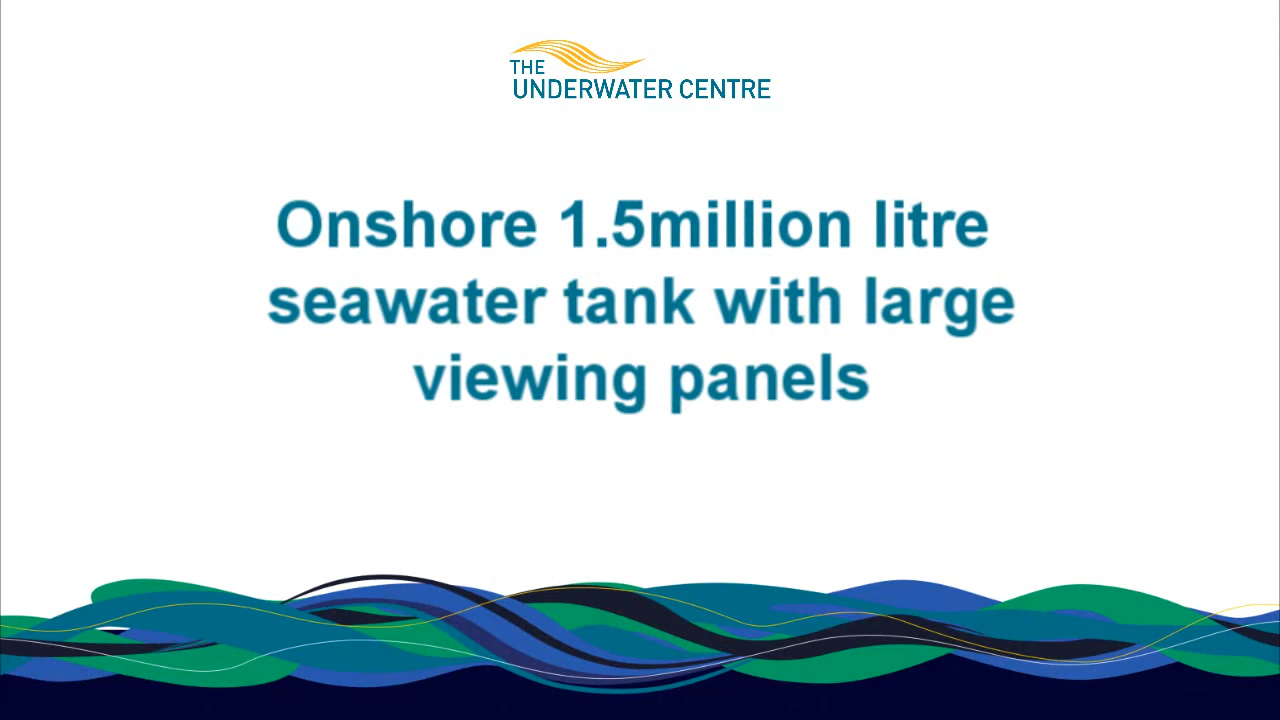 THE
UNDERWATER CENTRE
Onshore 1.5million litre
seawater tank with large
viewing panels